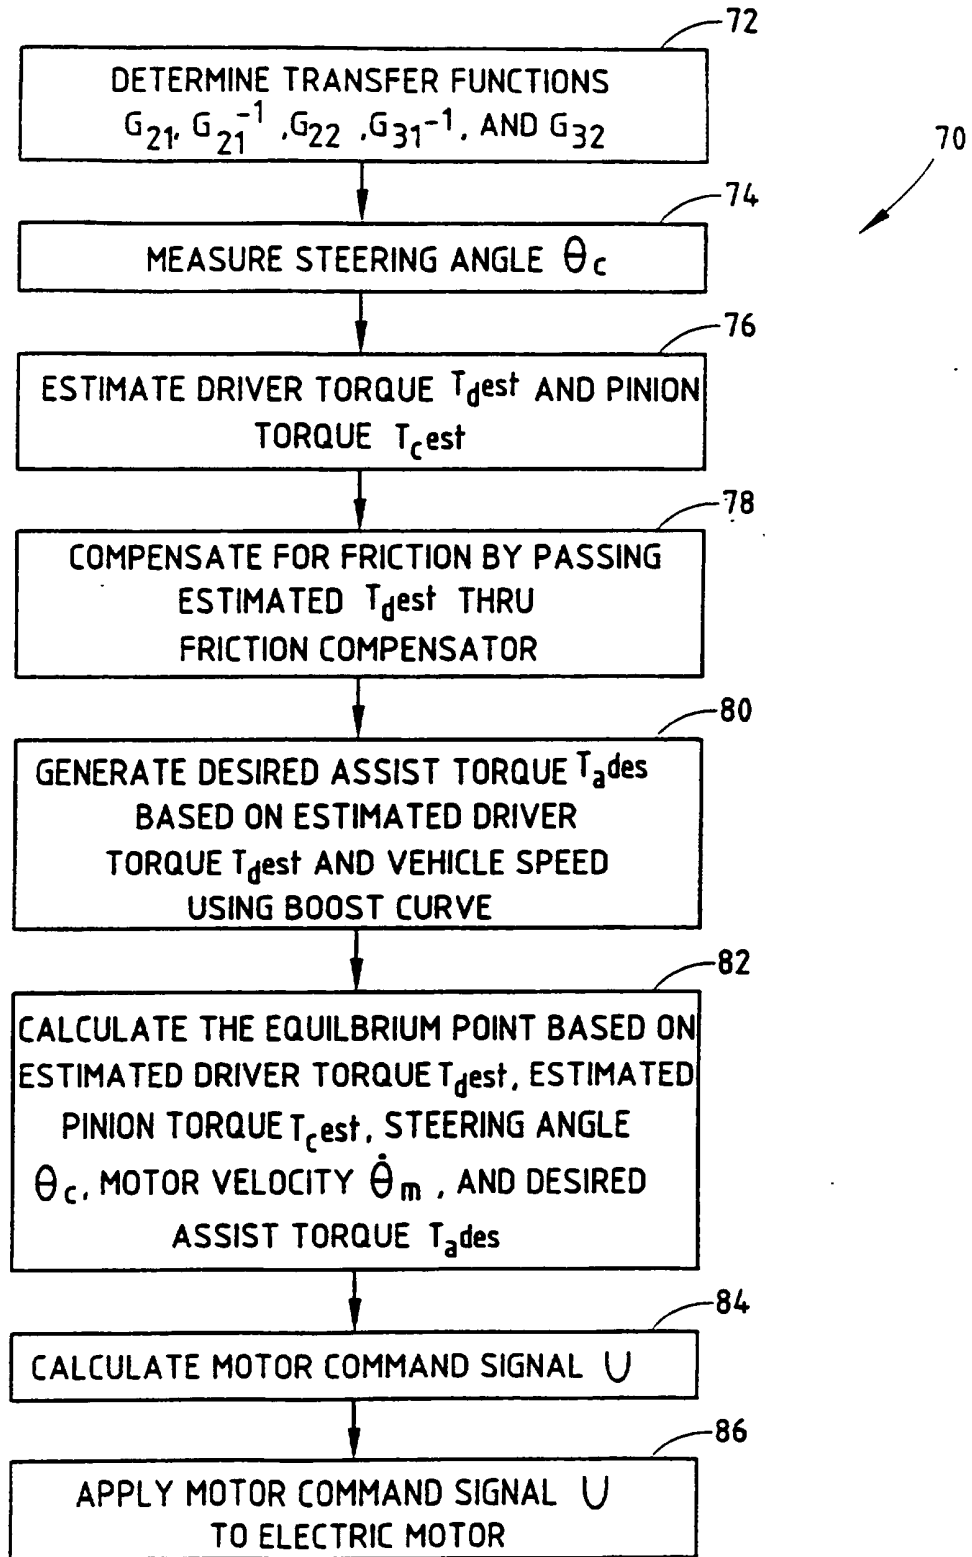 72
DETERMINE TRANSFER FUNCTIONS
G21, G21^-1 ,G22 ,G31^-1, AND G32
70
74
MEASURE STEERING ANGLE θc
76
ESTIMATE DRIVER TORQUE Tdest AND PINION
TORQUE Tcest
78
COMPENSATE FOR FRICTION BY PASSING
ESTIMATED Tdest THRU
FRICTION COMPENSATOR
80
GENERATE DESIRED ASSIST TORQUE Tades
BASED ON ESTIMATED DRIVER
TORQUE Tdest AND VEHICLE SPEED
USING BOOST CURVE
82
CALCULATE THE EQUILBRIUM POINT BASED ON
ESTIMATED DRIVER TORQUE Tdest, ESTIMATED
PINION TORQUE Tcest, STEERING ANGLE
θc, MOTOR VELOCITY θ̇m , AND DESIRED
ASSIST TORQUE Tades
84
CALCULATE MOTOR COMMAND SIGNAL U
86
APPLY MOTOR COMMAND SIGNAL U
TO ELECTRIC MOTOR